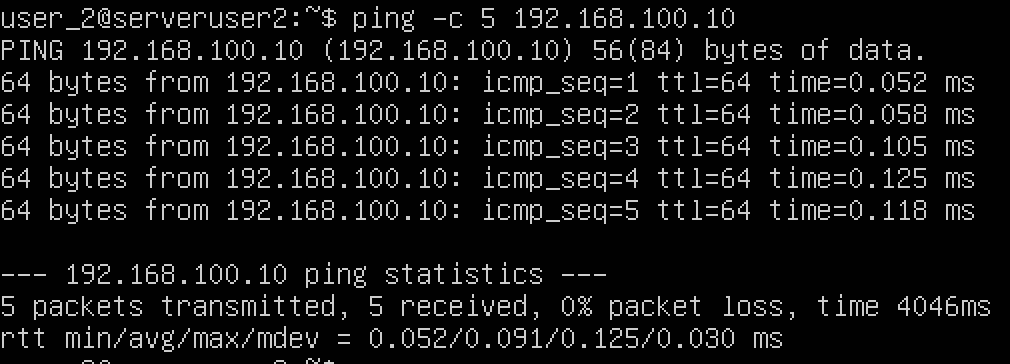 user_2@serveruser2:~$ ping -c 5 192.168.100.10
PING 192.168.100.10 (192.168.100.10) 56(84) bytes of data.
64 bytes from 192.168.100.10: icmp_seq=1 ttl=64 time=0.052 ms
64 bytes from 192.168.100.10: icmp_seq=2 ttl=64 time=0.058 ms
64 bytes from 192.168.100.10: icmp_seq=3 ttl=64 time=0.105 ms
64 bytes from 192.168.100.10: icmp_seq=4 ttl=64 time=0.125 ms
64 bytes from 192.168.100.10: icmp_seq=5 ttl=64 time=0.118 ms
--- 192.168.100.10 ping statistics ---
5 packets transmitted, 5 received, 0% packet loss, time 4046ms
rtt min/avg/max/mdev = 0.052/0.091/0.125/0.030 ms